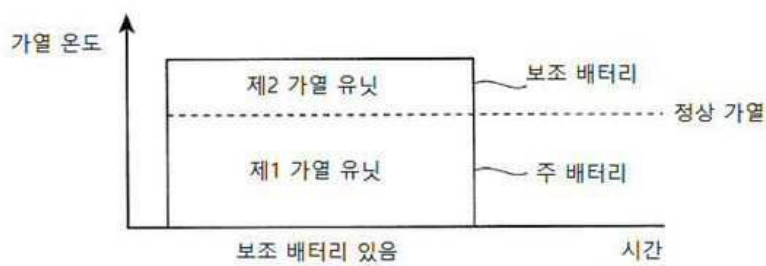 가열 온도
제2 가열 유닛
보조 배터리
정상 가열
제1 가열 유닛
주 배터리
보조 배터리 있음
시간